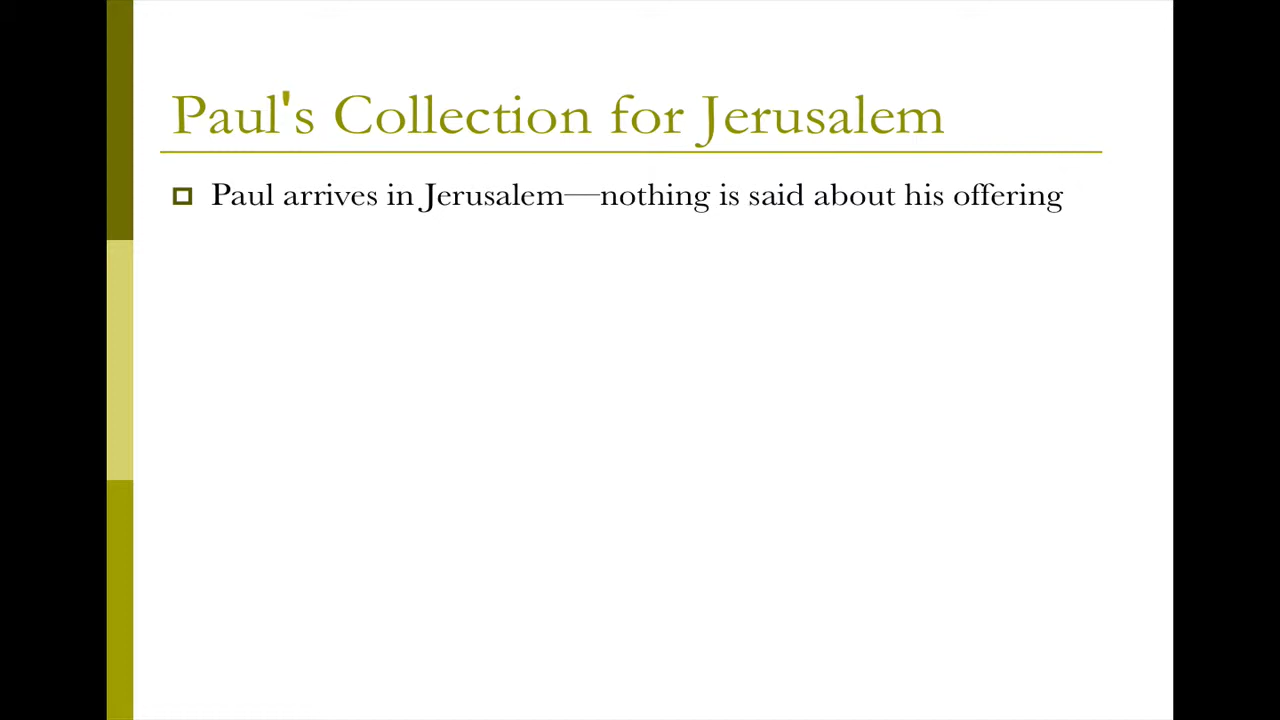 Paul's Collection for Jerusalem
Paul arrives in Jerusalem—nothing is said about his offering